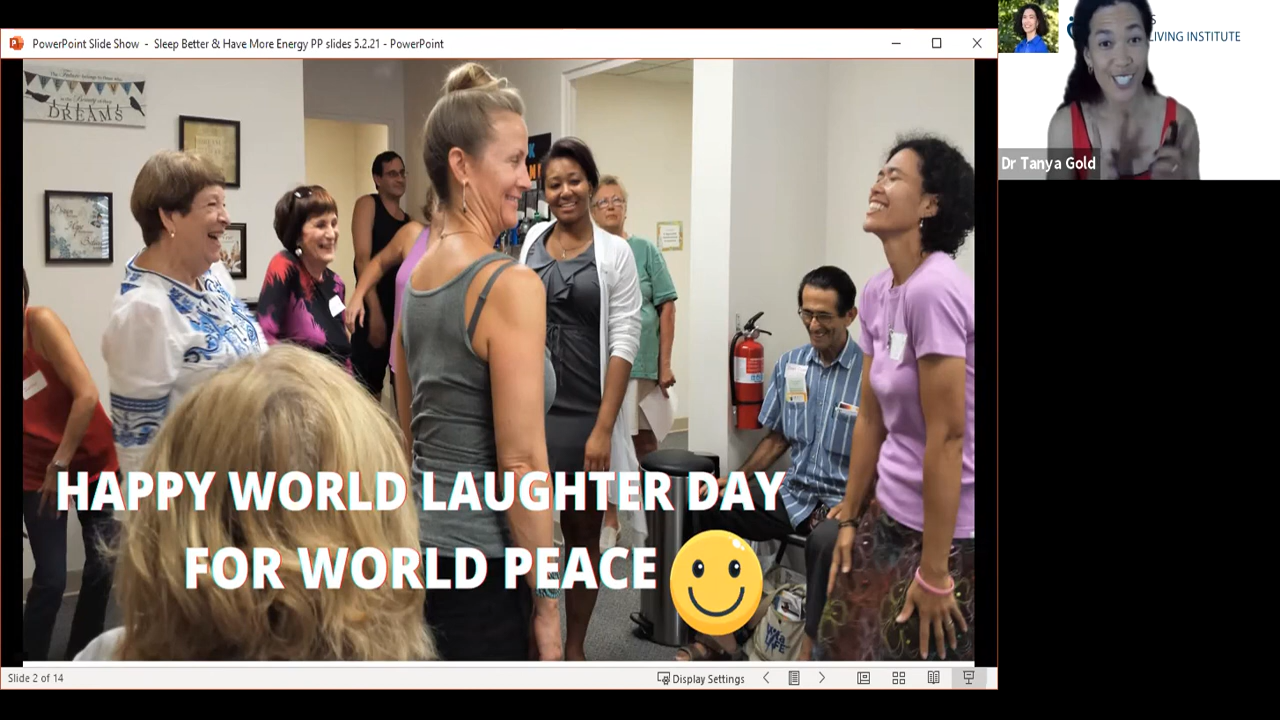 PowerPoint Slide Show - Sleep Better & Have More Energy PP slides 5.2.21 - PowerPoint
LIVING INSTITUTE
Dr Tanya Gold
DREAMS
HAPPY WORLD LAUGHTER DAY
FOR WORLD PEACE
Slide 2 of 14
Display Settings